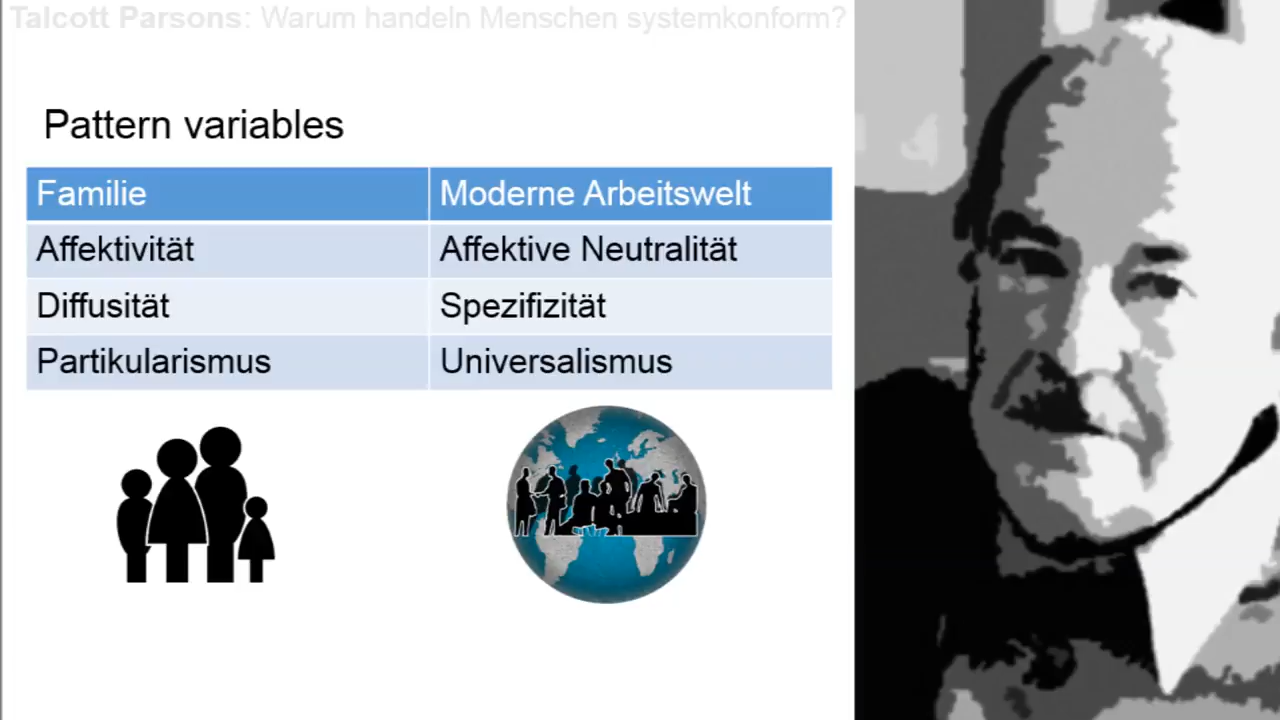 Talcott Parsons: Warum handeln Menschen systemkonform?
Pattern variables
Familie
Moderne Arbeitswelt
Affektivität
Affektive Neutralität
Diffusität
Spezifizität
Partikularismus
Universalismus